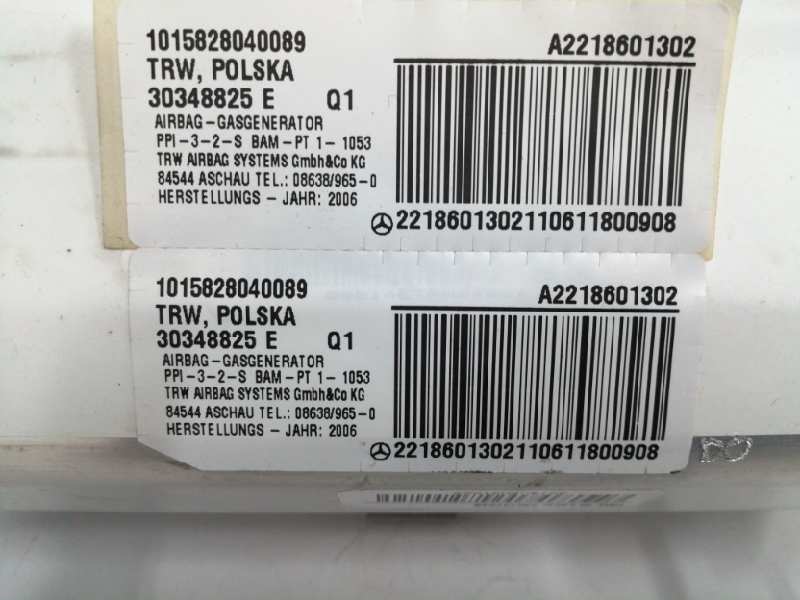 1015828040089 A2218601302
TRW, POLSKA
30348825 E Q1
AIRBAG-GASGENERATOR
PPI-3-2-S BAM-PT 1-1053
TRW AIRBAG SYSTEMS Gmbh&Co KG
84544 ASCHAU TEL.: 08638/965-0
HERSTELLUNGS - JAHR: 2006
2218601302110611800908
1015828040089 A2218601302
TRW, POLSKA
30348825 E Q1
AIRBAG-GASGENERATOR
PPI-3-2-S BAM-PT 1-1053
TRW AIRBAG SYSTEMS Gmbh&Co KG
84544 ASCHAU TEL.: 08638/965-0
HERSTELLUNGS - JAHR: 2006
2218601302110611800908